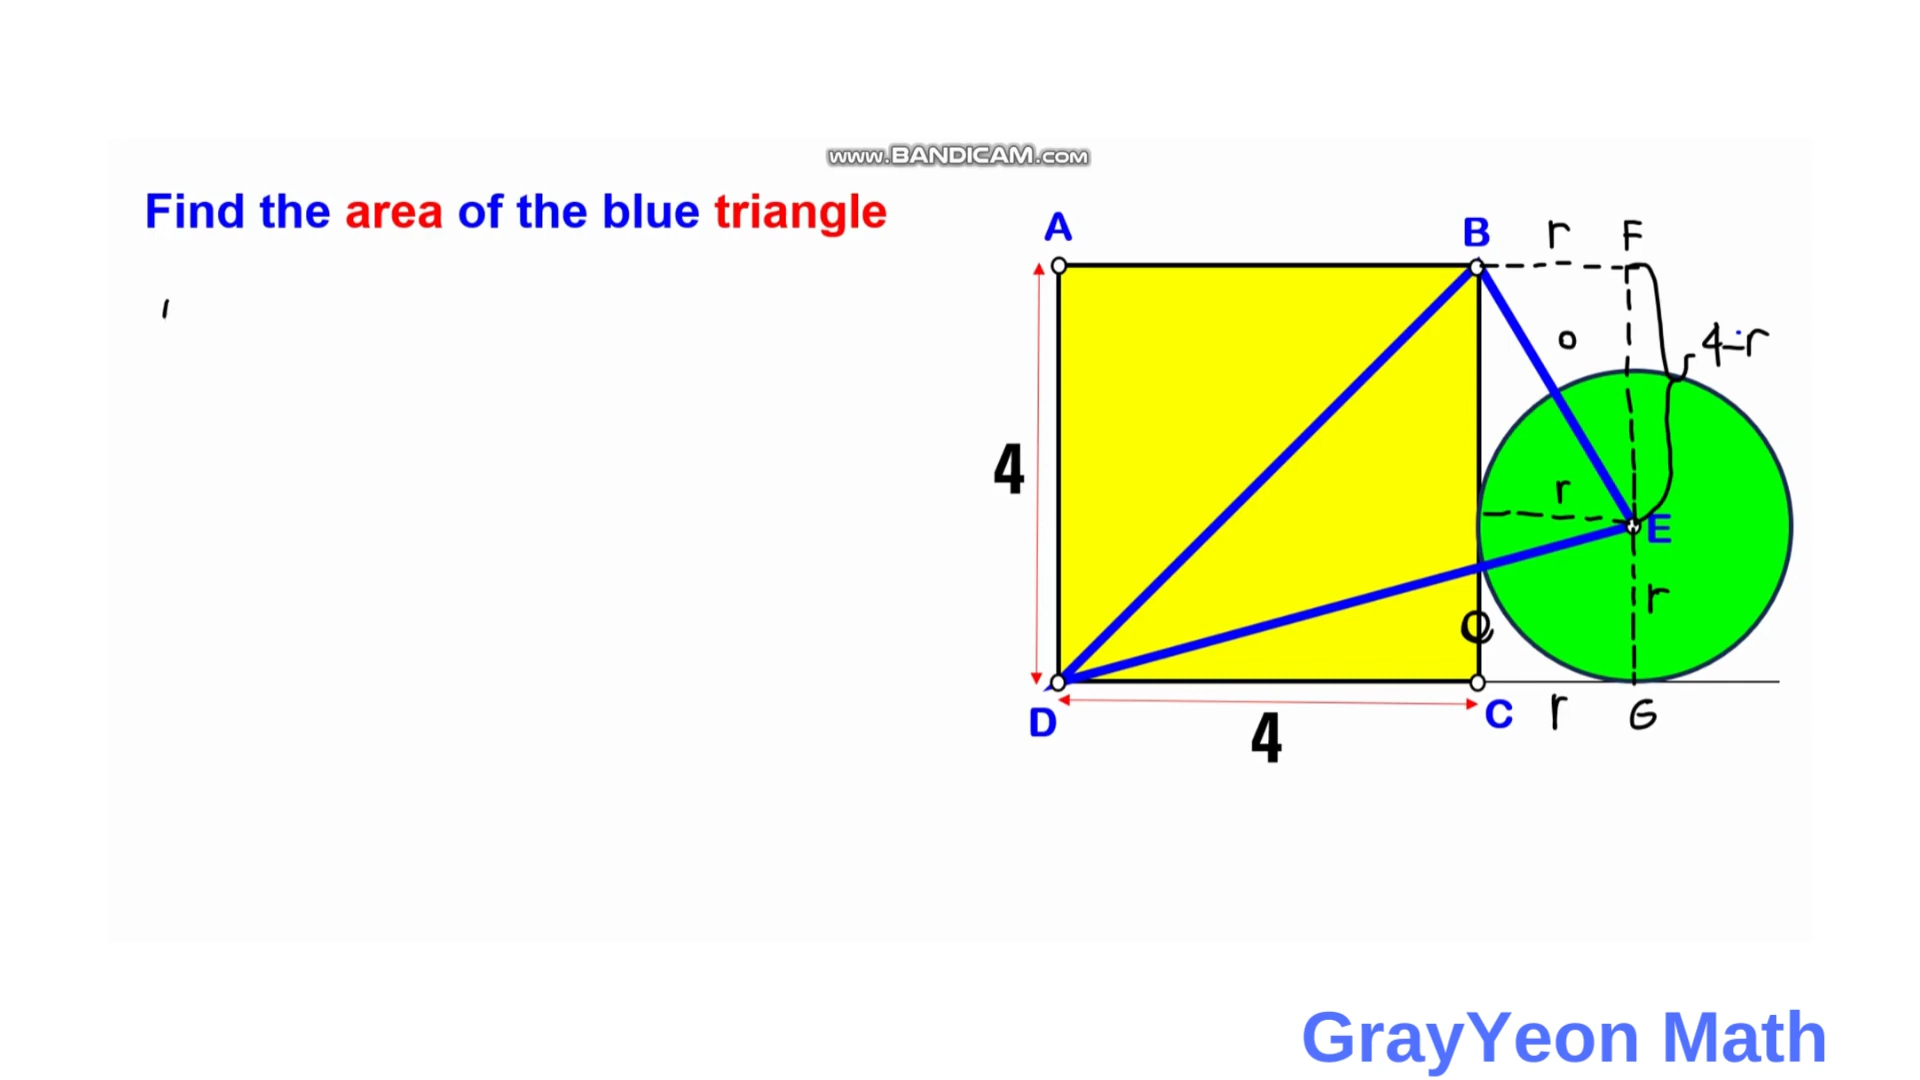 www.BANDICAM.com
Find the area of the blue triangle
A
B
r
F
4-r
4
r
E
r
D
4
C
r
G
GrayYeon Math